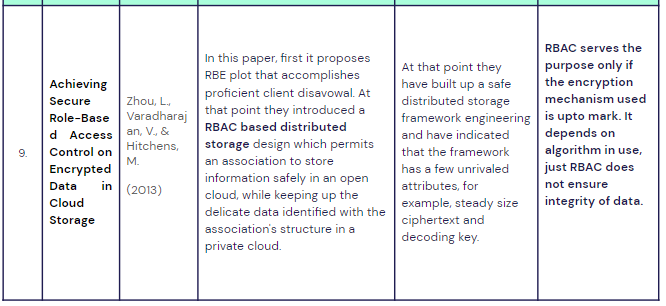 9.
Achieving
Secure
Role-Base
d Access
Control on
Encrypted
Data in
Cloud
Storage
Zhou, L.,
Varadharaj
an, V., &
Hitchens,
M.
(2013)
In this paper, first it proposes
RBE plot that accomplishes
proficient client disavowal. At
that point they introduced a
RBAC based distributed
storage design which permits
an association to store
information safely in an open
cloud, while keeping up the
delicate data identified with the
association's structure in a
private cloud.
At that point they
have built up a safe
distributed storage
framework engineering
and have indicated
that the framework
has a few unrivaled
attributes, for
example, steady size
ciphertext and
decoding key.
RBAC serves the
purpose only if
the encryption
mechanism used
is upto mark. It
depends on
algorithm in use,
just RBAC does
not ensure
integrity of data.